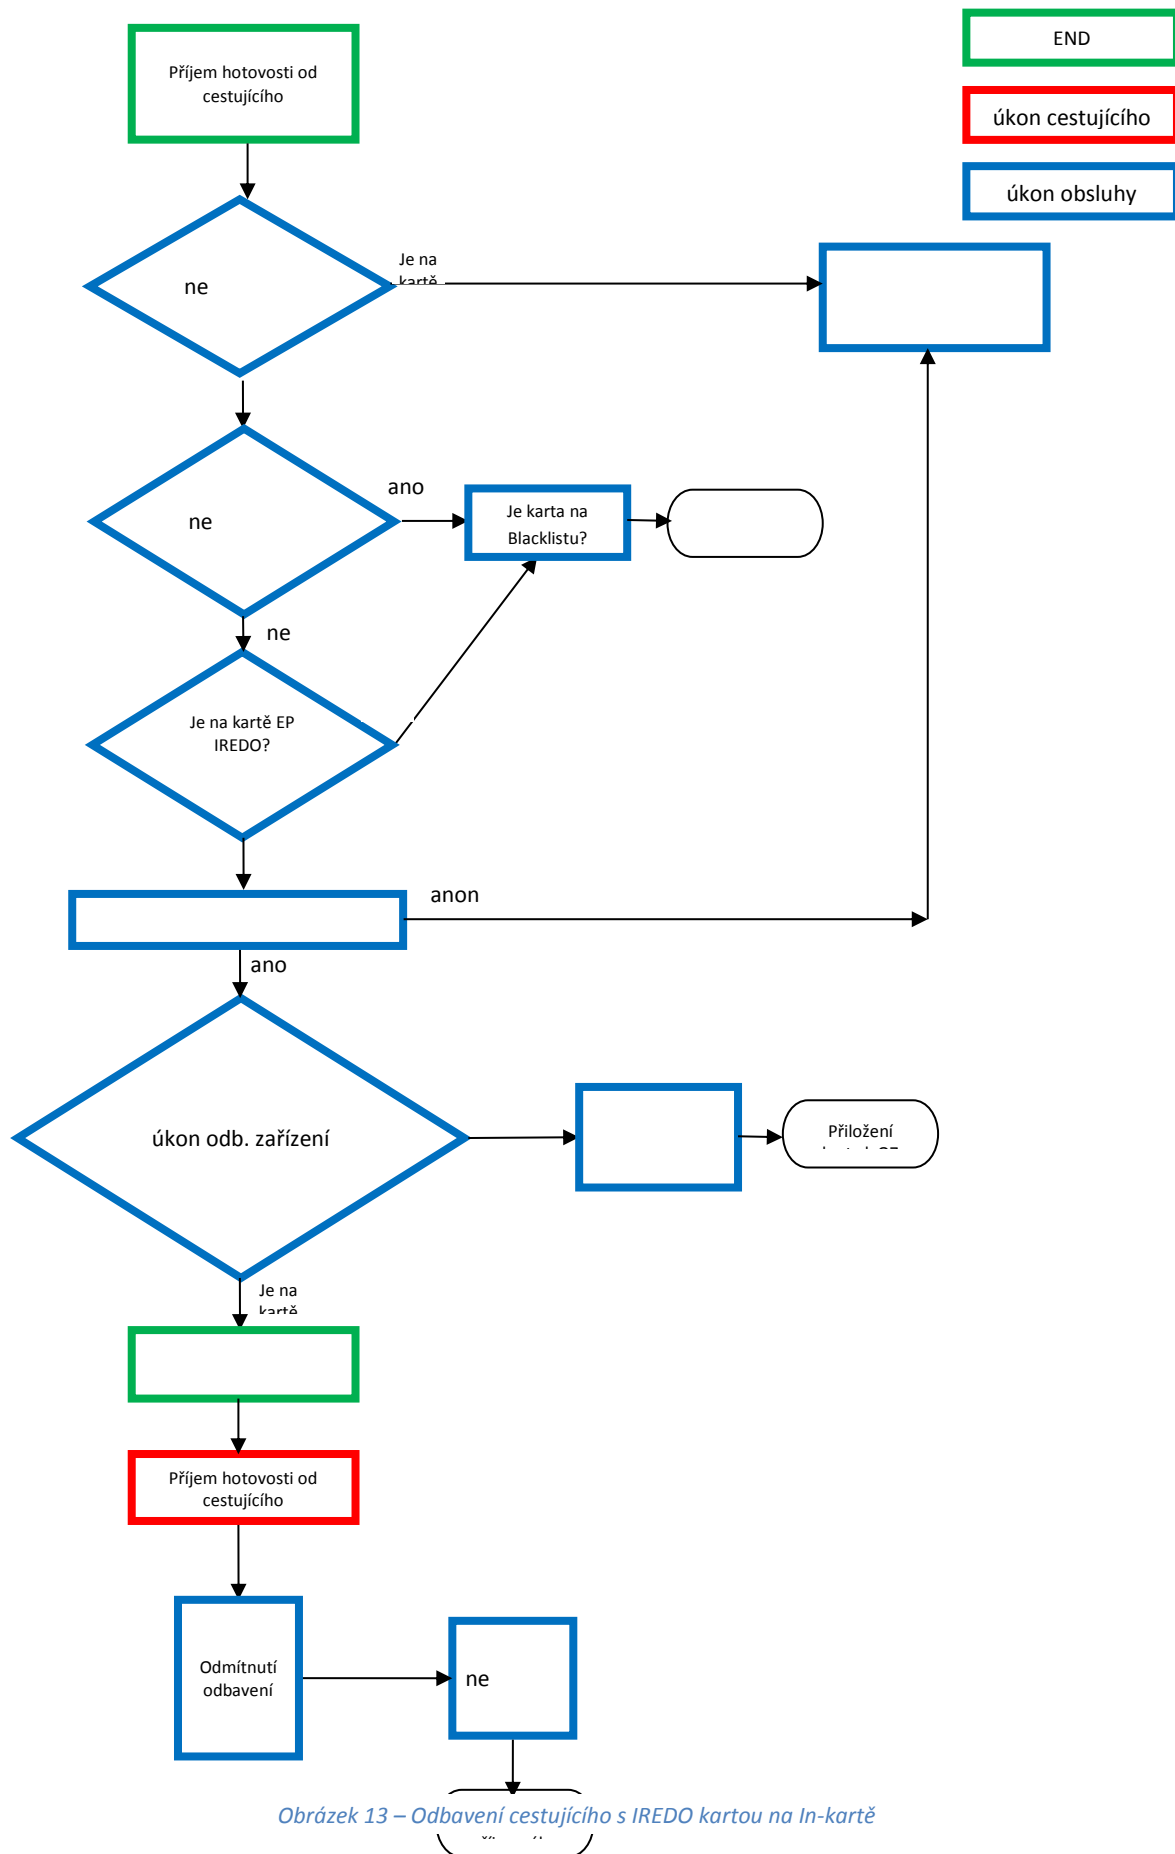 END
Příjem hotovosti od
cestujícího
úkon cestujícího
úkon obsluhy
Je na
kartě
ne
ano
Je karta na
Blacklistu?
ne
ne
Je na kartě EP
IREDO?
anon
ano
úkon odb. zařízení
Přiložení
Je na
kartě
Příjem hotovosti od
cestujícího
Odmítnutí
odbavení
ne
Obrázek 13 – Odbavení cestujícího s IREDO kartou na In-kartě